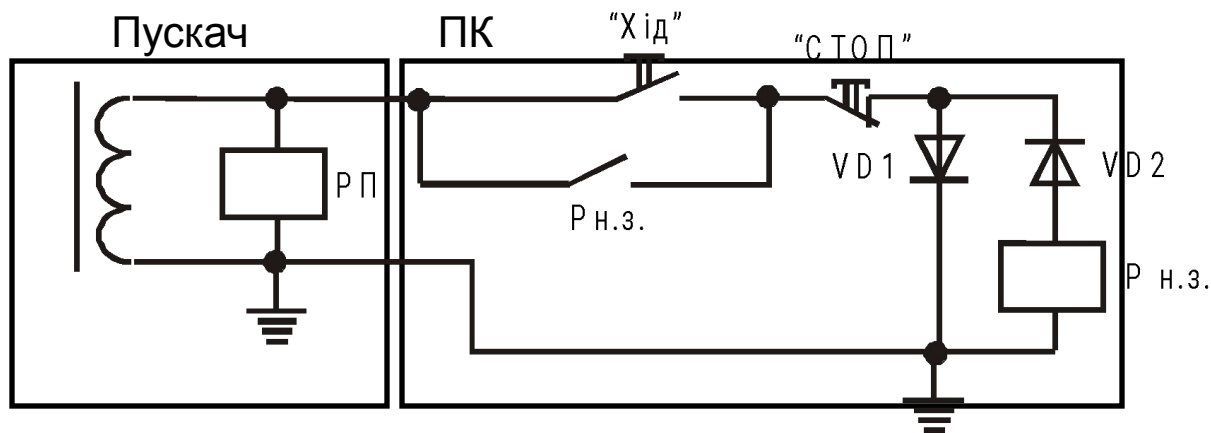 Пускач
ПК
“Хід”
“СТОП”
РП
Рн.з.
VD1
VD2
Р н.з.